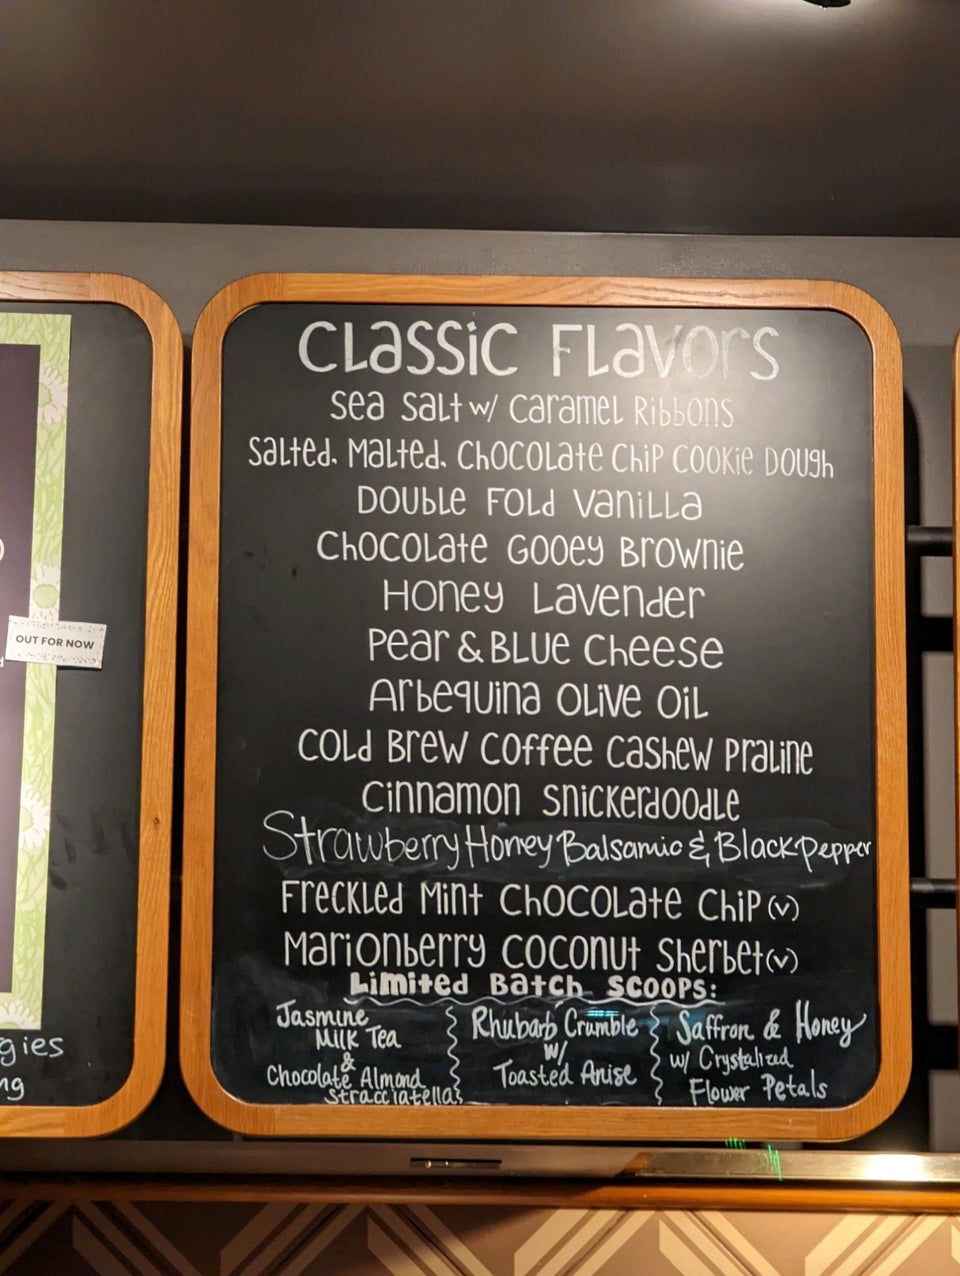 Classic Flavors
Sea Salt w/ Caramel Ribbons
Salted. Malted. Chocolate Chip Cookie Dough
Double Fold Vanilla
Chocolate Gooey Brownie
Honey Lavender
Pear & Blue Cheese
Arbequina Olive Oil
Cold Brew Coffee Cashew Praline
Cinnamon Snickerdoodle
Strawberry Honey Balsamic & Black Pepper
Freckled Mint Chocolate Chip (v)
Marionberry Coconut Sherbet (v)
Limited Batch Scoops:
Jasmine
Milk Tea
&
Chocolate Almond
Stracciatella
Rhubarb Crumble
w/
Toasted Anise
Saffron & Honey
w/ Crystalized
Flower Petals
OUT FOR NOW